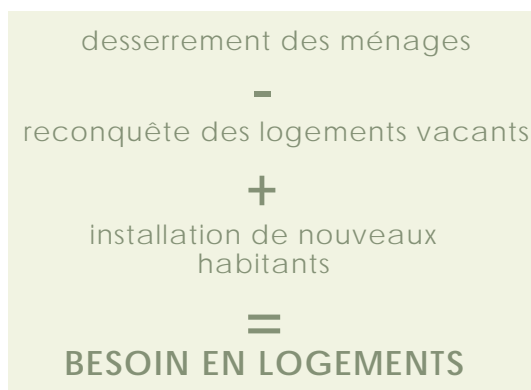 desserrement des ménages
-
reconquête des logements vacants
+
installation de nouveaux
habitants
=
BESOIN EN LOGEMENTS